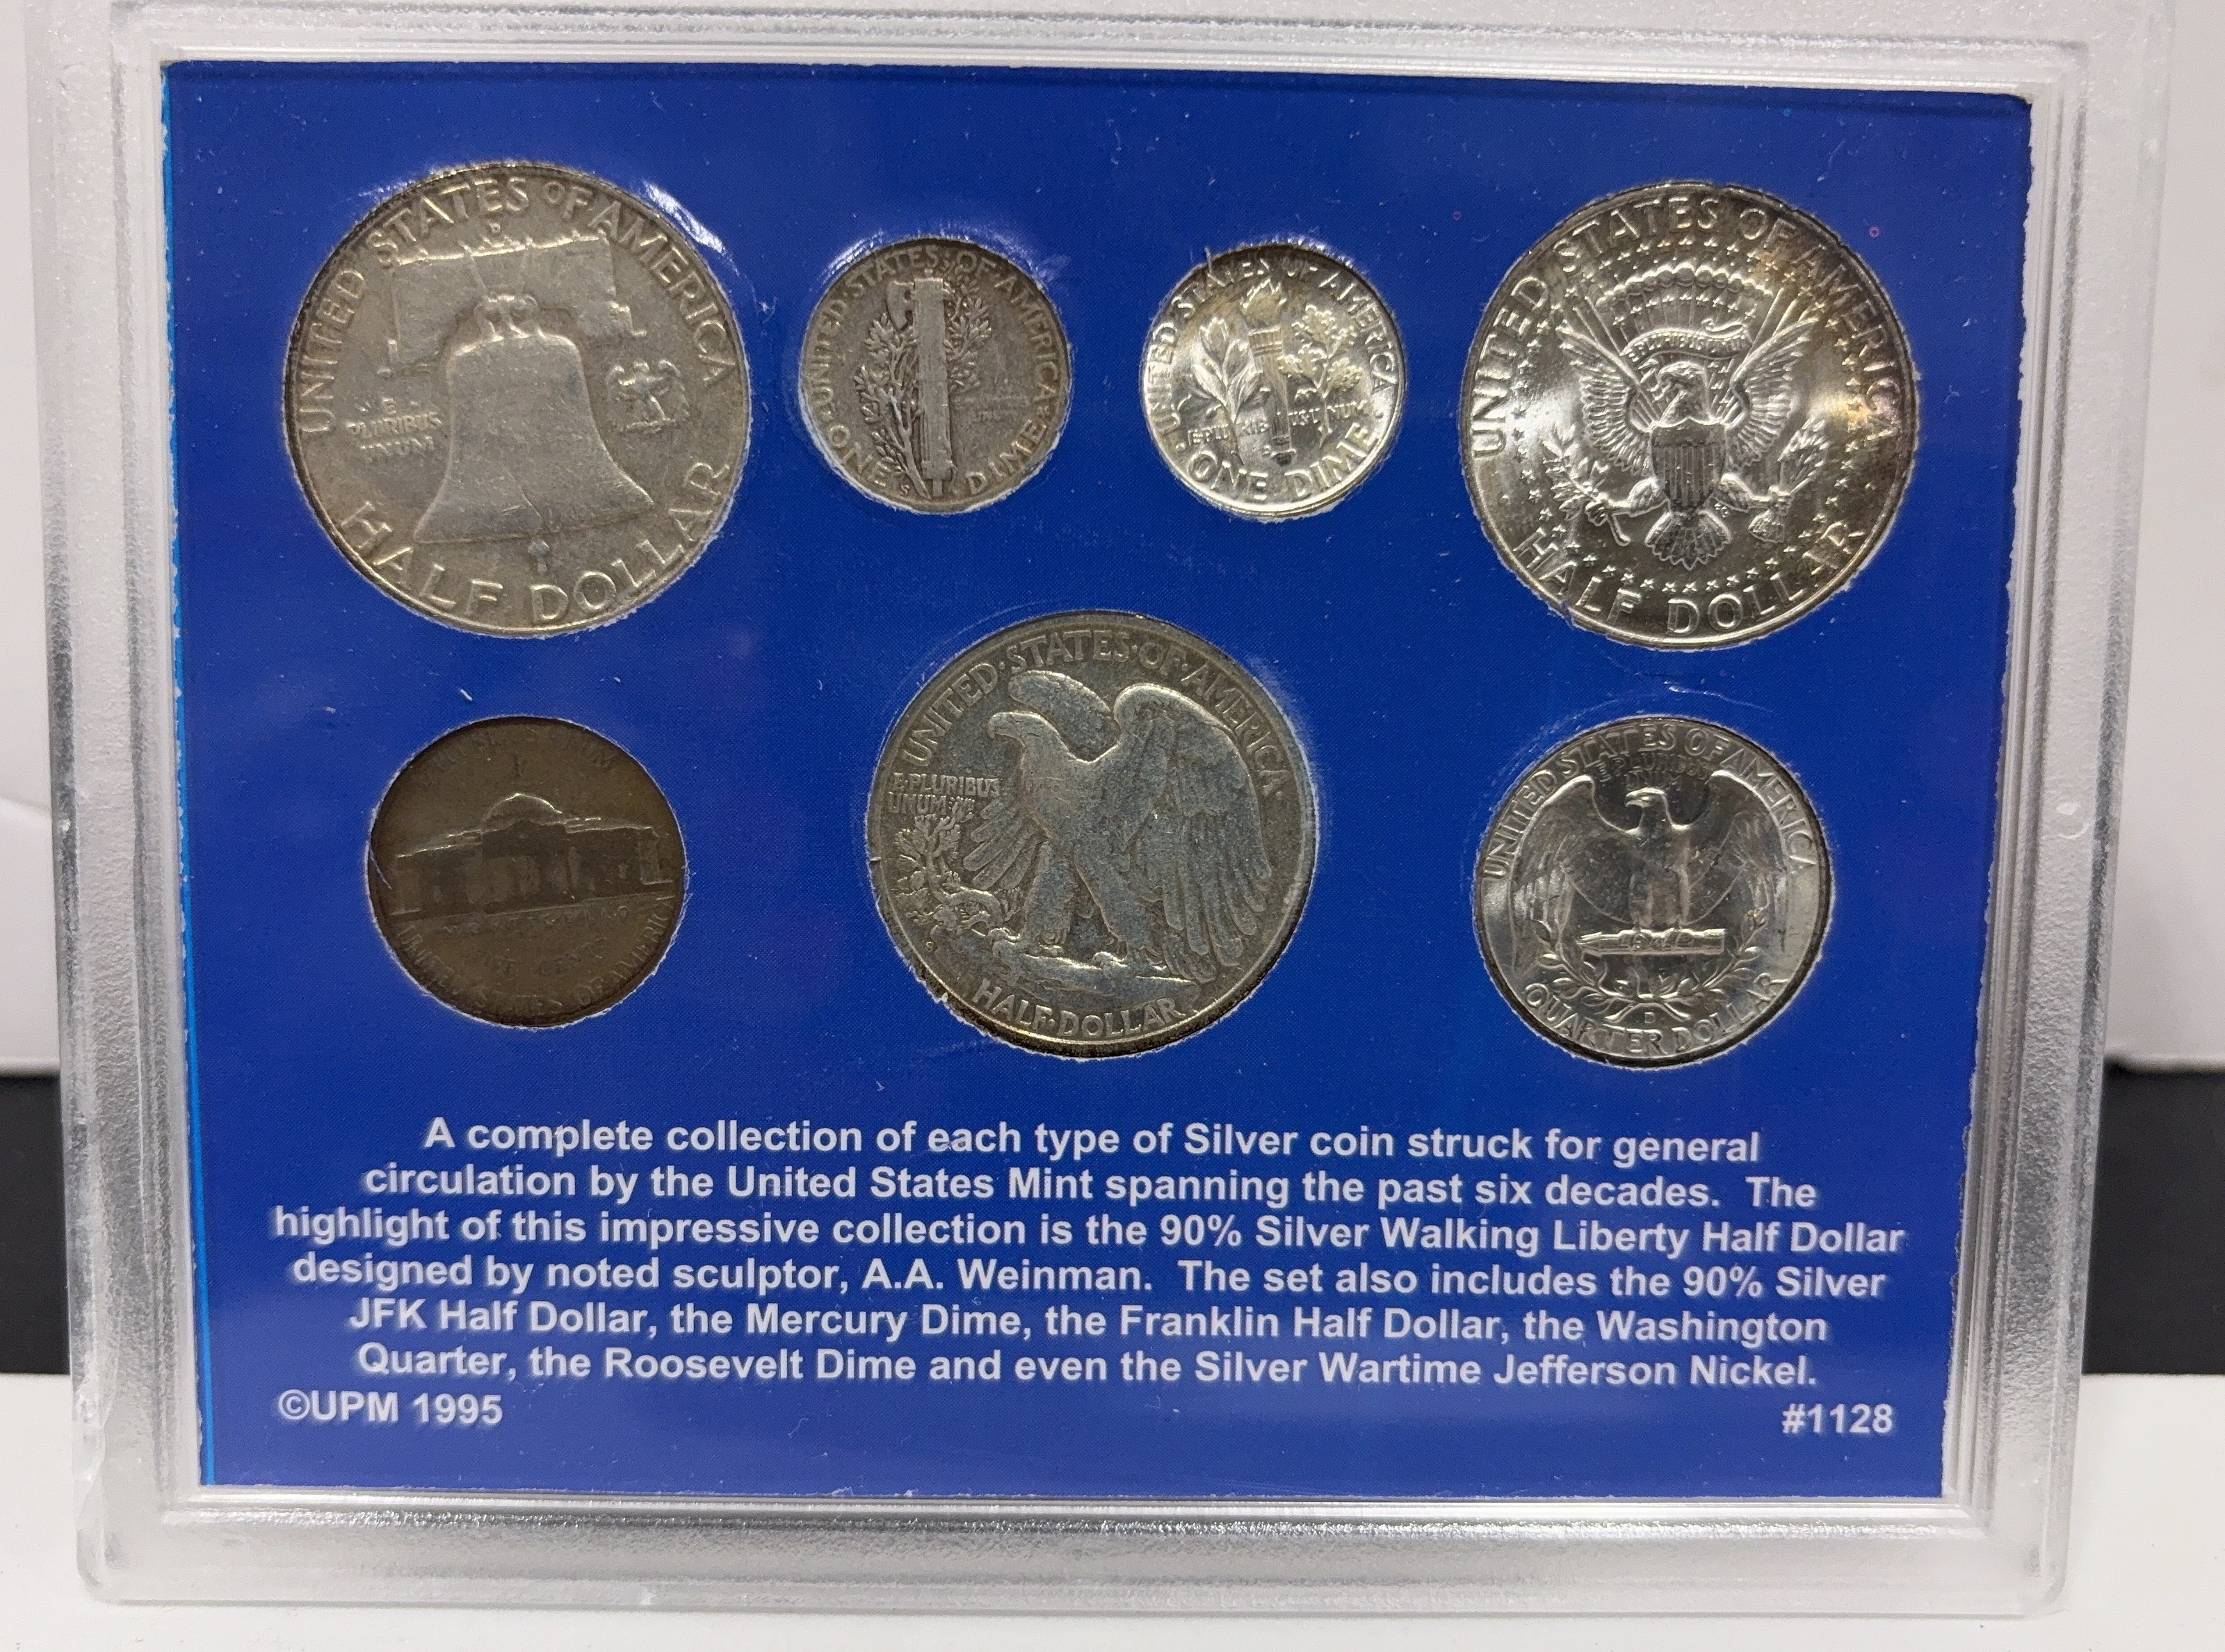 UNITED STATES OF AMERICA
E
PLURIBUS
UNUM
HALF DOLLAR
UNITED·STATES·OF·AMERICA
ONE DIME
S
UNITED STATES OF AMERICA
ONE DIME
UNITED STATES OF AMERICA
E PLURIBUS
HALF DOLLAR
P
FIVE CENTS
STATES OF AMERICA
UNITED·STATES·OF·AMERICA
E·PLURIBUS
UNUM
HALF·DOLLAR
UNITED STATES OF AMERICA
E PLURIBUS
UNUM
D
QUARTER DOLLAR
A complete collection of each type of Silver coin struck for general
circulation by the United States Mint spanning the past six decades. The
highlight of this impressive collection is the 90% Silver Walking Liberty Half Dollar
designed by noted sculptor, A.A. Weinman. The set also includes the 90% Silver
JFK Half Dollar, the Mercury Dime, the Franklin Half Dollar, the Washington
Quarter, the Roosevelt Dime and even the Silver Wartime Jefferson Nickel.
©UPM 1995
#1128